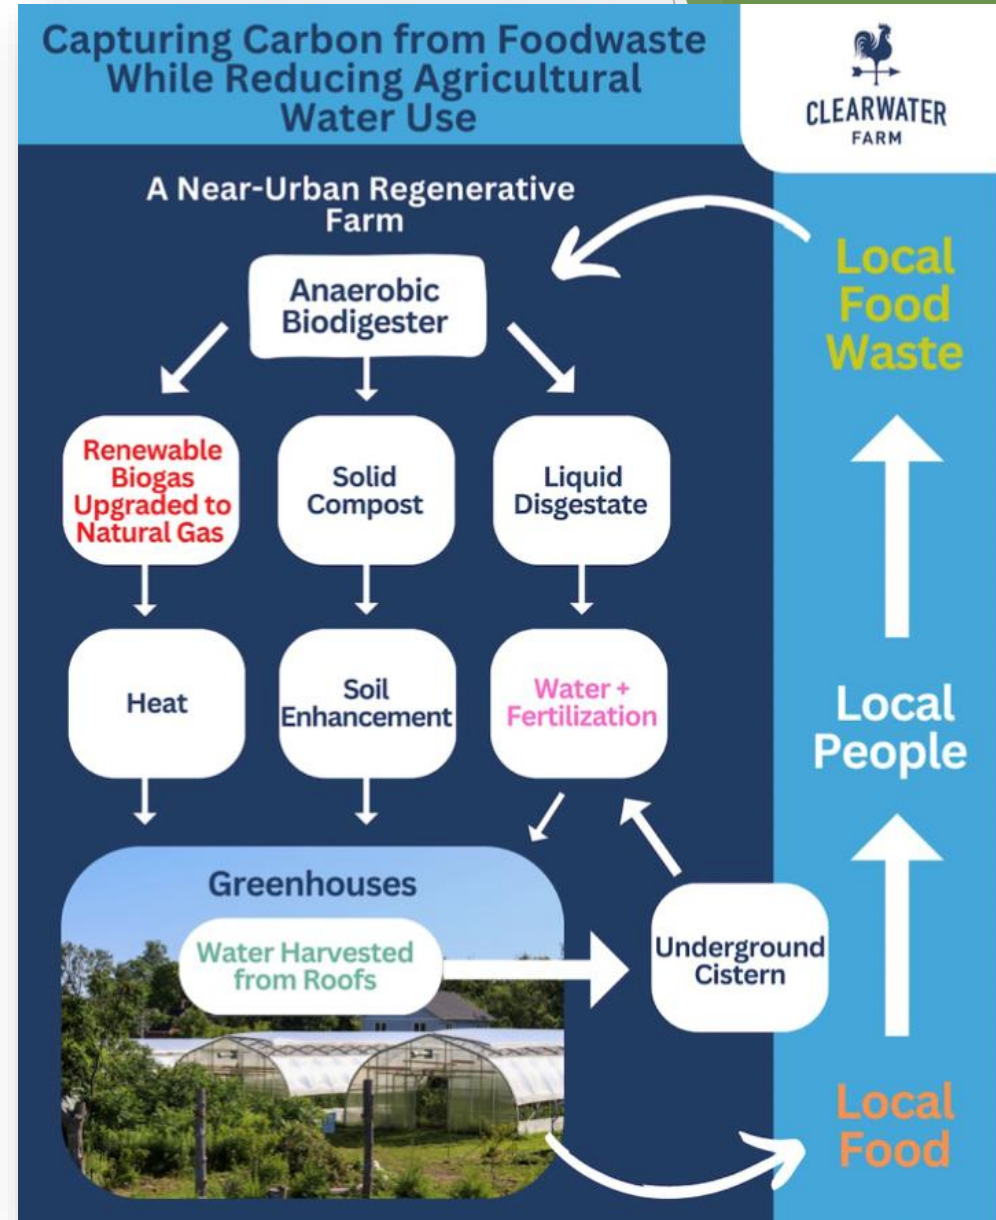 Capturing Carbon from Foodwaste
While Reducing Agricultural
Water Use
CLEARWATER
FARM
A Near-Urban Regenerative
Farm
Anaerobic
Biodigester
Local
Food
Waste
Renewable
Biogas
Upgraded to
Natural Gas
Solid
Compost
Liquid
Disgestate
Heat
Soil
Enhancement
Water +
Fertilization
Local
People
Greenhouses
Water Harvested
from Roofs
Underground
Cistern
Local
Food